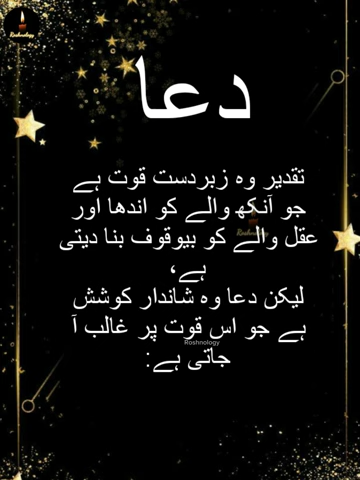 Roshnology
دعا
تقدیر وہ زبردست قوت ہے
جو آنکھ والے کو اندھا اور
عقل والے کو بیوقوف بنا دیتی
ہے،
لیکن دعا وہ شاندار کوشش
ہے جو اس قوت پر غالب آ
Roshnology
جاتی ہے: